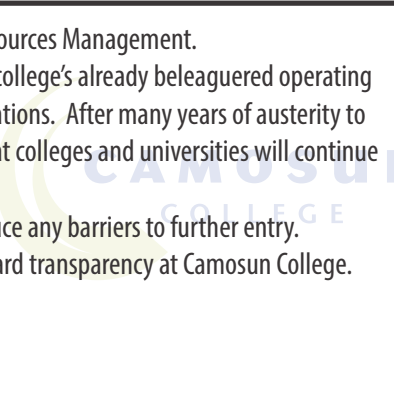 ources Management.
college's already beleaguered operating
ations. After many years of austerity to
at colleges and universities will continue
CAMOSUN
COLLEGE
uce any barriers to further entry.
ard transparency at Camosun College.